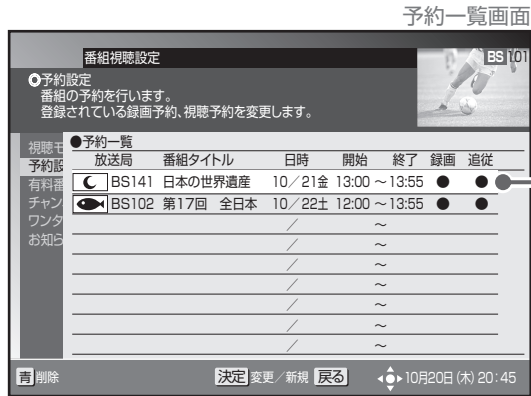 予約一覧画面
番組視聴設定
BS 101
予約設定
番組の予約を行います。
登録されている録画予約、視聴予約を変更します。
視聴モ
予約設
有料番
チャン
ワンタ
お知ら
●予約一覧
放送局 番組タイトル 日時 開始 終了 録画 追従
BS141 日本の世界遺産 10/21金 13:00 ~13:55 ● ●
BS102 第17回 全日本 10/22土 12:00 ~13:55 ● ●
/ ~
/ ~
/ ~
/ ~
/ ~
/ ~
/ ~
青 削除 決定 変更/新規 戻る 10月20日(木) 20:45